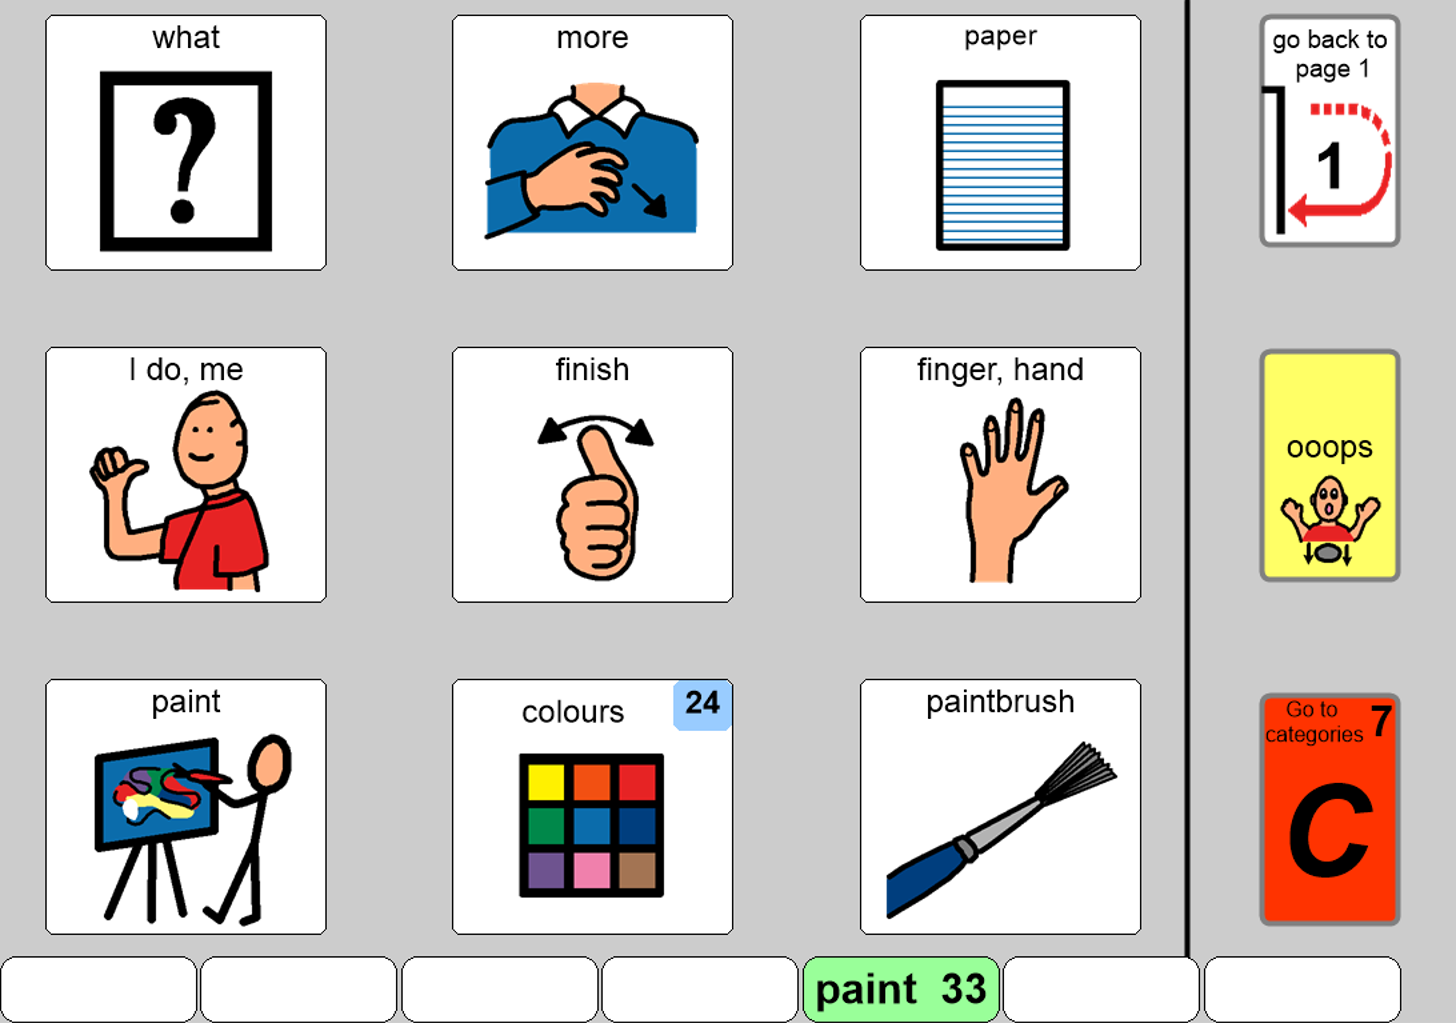 what
more
paper
go back to
page 1
1
?
I do, me
finish
finger, hand
ooops
paint
colours
24
paintbrush
Go to
categories
7
C
paint 33